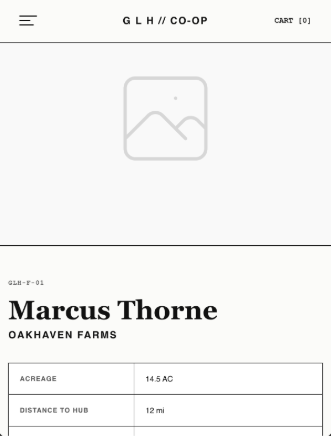 G L H // CO-OP
CART [0]
GLH-F-01
Marcus Thorne
OAKHAVEN FARMS
ACREAGE
14.5 AC
DISTANCE TO HUB
12 mi